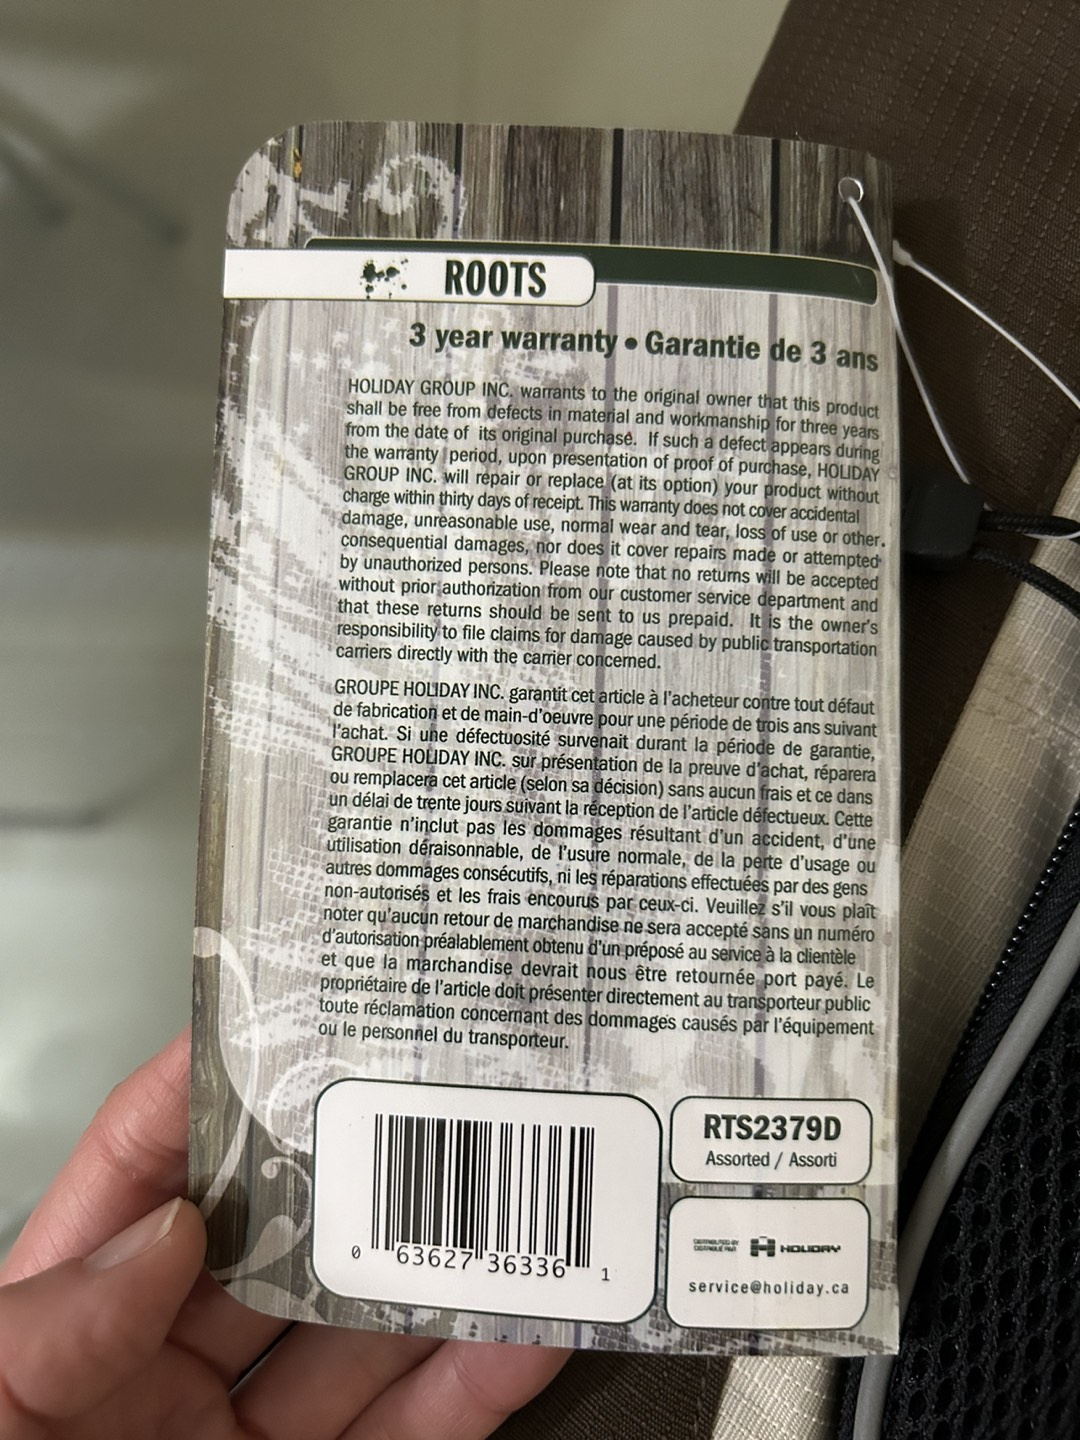 ROOTS
3 year warranty • Garantie de 3 ans
HOLIDAY GROUP INC. warrants to the original owner that this product
shall be free from defects in material and workmanship for three years
from the date of its original purchase. If such a defect appears during
the warranty period, upon presentation of proof of purchase, HOLIDAY
GROUP INC. will repair or replace (at its option) your product without
charge within thirty days of receipt. This warranty does not cover accidental
damage, unreasonable use, normal wear and tear, loss of use or other.
consequential damages, nor does it cover repairs made or attempted
by unauthorized persons. Please note that no returns will be accepted
without prior authorization from our customer service department and
that these returns should be sent to us prepaid. It is the owner's
responsibility to file claims for damage caused by public transportation
carriers directly with the carrier concerned.
GROUPE HOLIDAY INC. garantit cet article à l'acheteur contre tout défaut
de fabrication et de main-d'oeuvre pour une période de trois ans suivant
l'achat. Si une défectuosité survenait durant la période de garantie,
GROUPE HOLIDAY INC. sur présentation de la preuve d'achat, réparera
ou remplacera cet article (selon sa décision) sans aucun frais et ce dans
un délai de trente jours suivant la réception de l'article défectueux. Cette
garantie n'inclut pas les dommages résultant d'un accident, d'une
utilisation déraisonnable, de l'usure normale, de la perte d'usage ou
autres dommages consécutifs, ni les réparations effectuées par des gens
non-autorisés et les frais encourus par ceux-ci. Veuillez s'il vous plaît
noter qu'aucun retour de marchandise ne sera accepté sans un numéro
d'autorisation préalablement obtenu d'un préposé au service à la clientèle
et que la marchandise devrait nous être retournée port payé. Le
propriétaire de l'article doit présenter directement au transporteur public
toute réclamation concernant des dommages causés par l'équipement
ou le personnel du transporteur.
0 63627 36336 1
RTS2379D
Assorted / Assorti
DISTRIBUTED BY
DISTRIBUÉ PAR
HOLIDAY
service@holiday.ca